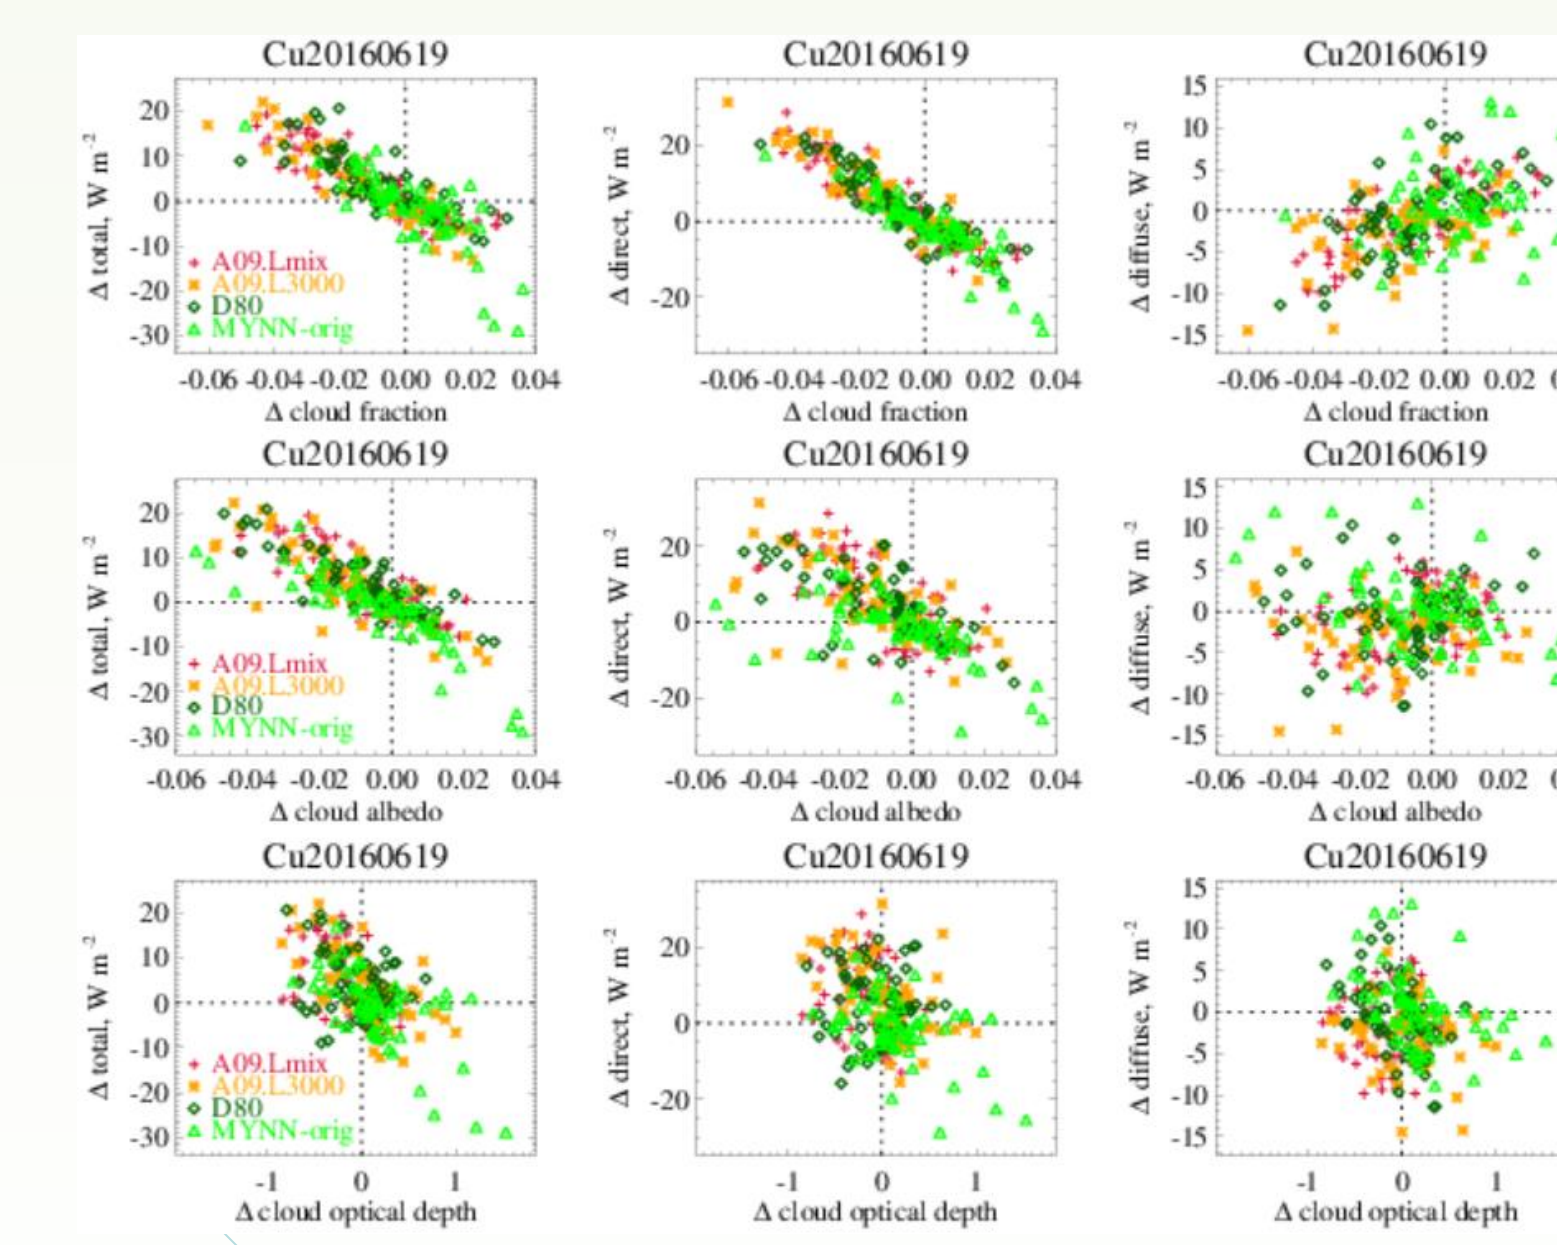 Cu20160619 Cu20160619 Cu20160619
Δ total, W m⁻²
20
10
0
-10
-20
-30
A09.Lmix
A09.L3000
D80
MYNN-orig
-0.06 -0.04 -0.02 0.00 0.02 0.04
Δ cloud fraction
Δ direct, W m⁻²
20
0
-20
-0.06 -0.04 -0.02 0.00 0.02 0.04
Δ cloud fraction
Δ diffuse, W m⁻²
15
10
5
0
-5
-10
-15
-0.06 -0.04 -0.02 0.00 0.02
Δ cloud fraction
Cu20160619 Cu20160619 Cu20160619
Δ total, W m⁻²
20
10
0
-10
-20
-30
A09.Lmix
A09.L3000
D80
MYNN-orig
-0.06 -0.04 -0.02 0.00 0.02 0.04
Δ cloud albedo
Δ direct, W m⁻²
20
0
-20
-0.06 -0.04 -0.02 0.00 0.02 0.04
Δ cloud albedo
Δ diffuse, W m⁻²
15
10
5
0
-5
-10
-15
-0.06 -0.04 -0.02 0.00 0.02
Δ cloud albedo
Cu20160619 Cu20160619 Cu20160619
Δ total, W m⁻²
20
10
0
-10
-20
-30
A09.Lmix
A09.L3000
D80
MYNN-orig
-1 0 1
Δ cloud optical depth
Δ direct, W m⁻²
20
0
-20
-1 0 1
Δ cloud optical depth
Δ diffuse, W m⁻²
15
10
5
0
-5
-10
-15
-1 0 1
Δ cloud optical depth